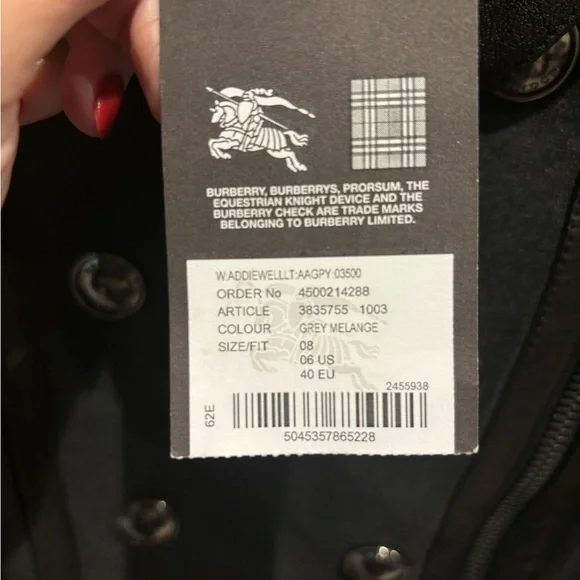 BURBERRY, BURBERRYS, PRORSUM, THE
EQUESTRIAN KNIGHT DEVICE AND THE
BURBERRY CHECK ARE TRADE MARKS
BELONGING TO BURBERRY LIMITED.
W.ADDIEWELLLT:AAGPY:03500
ORDER No 4500214288
ARTICLE 3835755 1003
COLOUR GREY MELANGE
SIZE/FIT 08
06 US
40 EU
2455938
62E
5045357865228